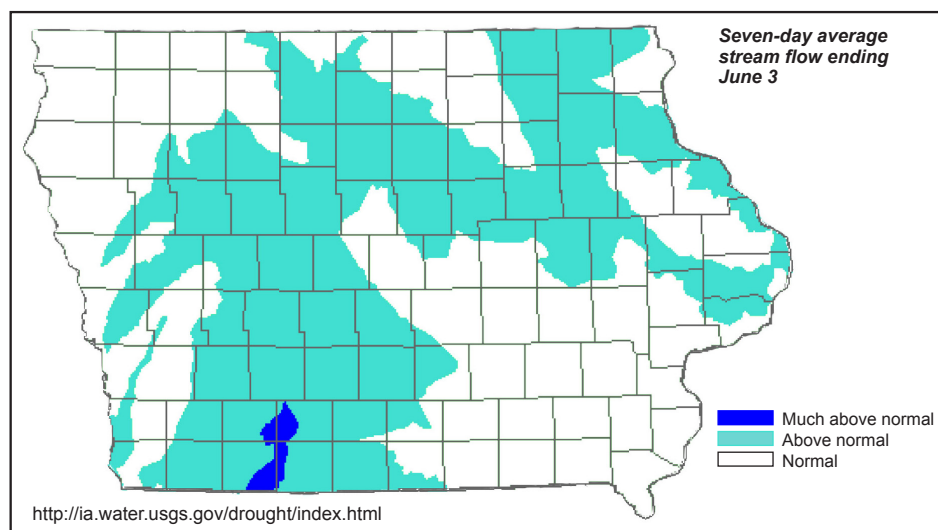 Seven-day average
stream flow ending
June 3
Much above normal
Above normal
Normal
http://ia.water.usgs.gov/drought/index.html